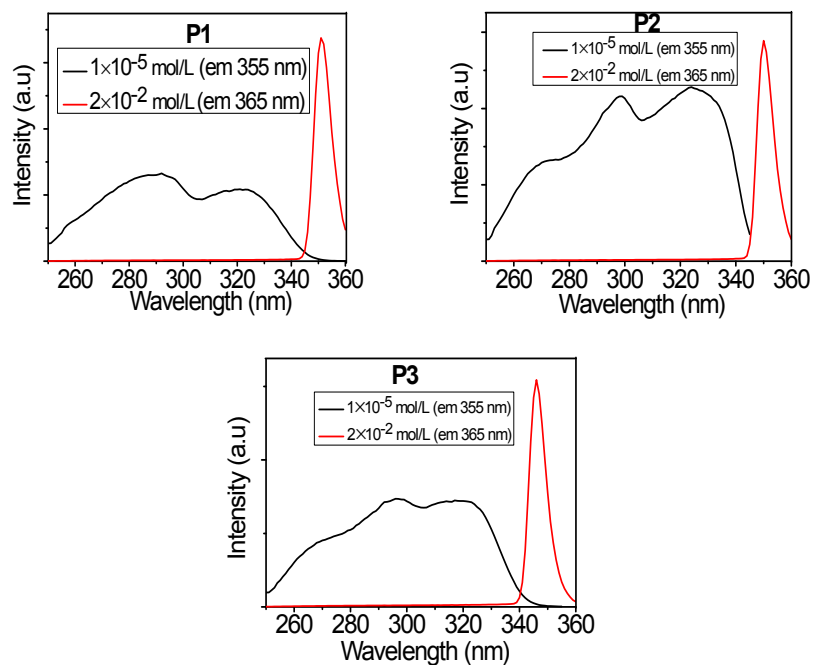 P1
1×10⁻⁵ mol/L (em 355 nm)
2×10⁻² mol/L (em 365 nm)
Intensity (a.u)
260 280 300 320 340 360
Wavelength (nm)
P2
1×10⁻⁵ mol/L (em 355 nm)
2×10⁻² mol/L (em 365 nm)
Intensity (a.u)
260 280 300 320 340 360
Wavelength (nm)
P3
1×10⁻⁵ mol/L (em 355 nm)
2×10⁻² mol/L (em 365 nm)
Intensity (a.u)
260 280 300 320 340 360
Wavelength (nm)